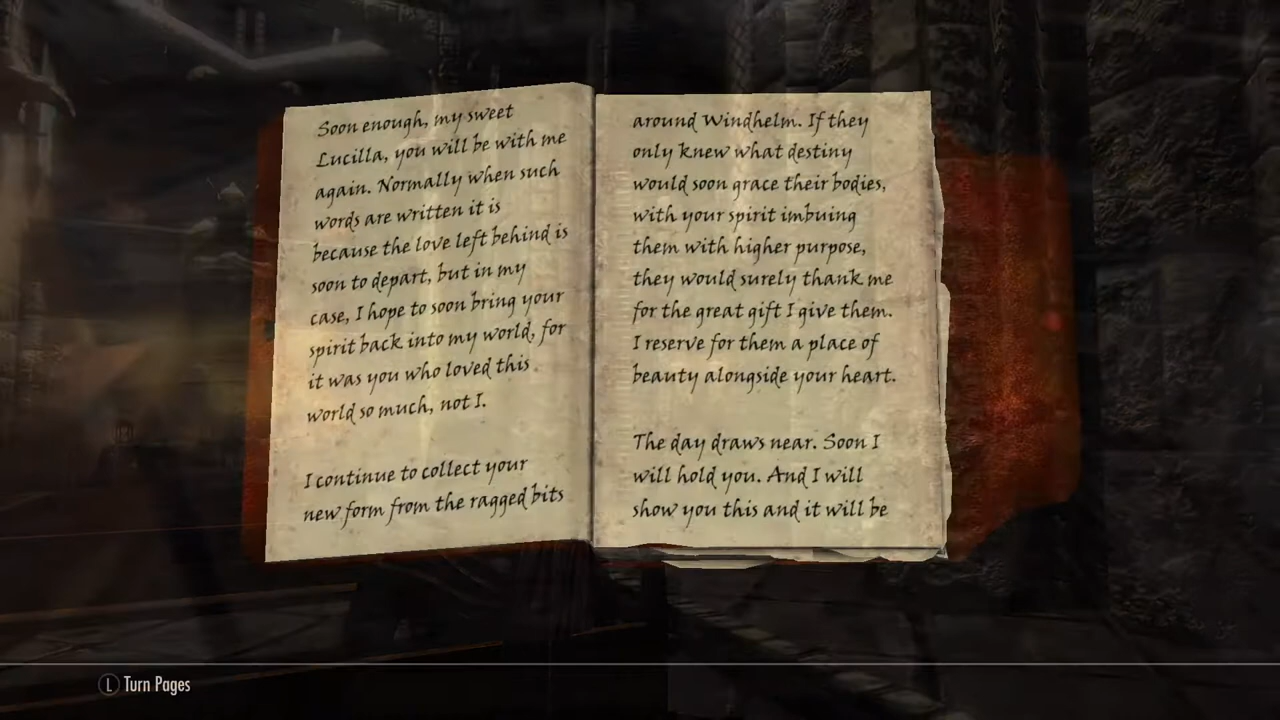 Soon enough, my sweet
Lucilla, you will be with me
again. Normally when such
words are written it is
because the love left behind is
soon to depart, but in my
case, I hope to soon bring your
spirit back into my world, for
it was you who loved this
world so much, not I.
I continue to collect your
new form from the ragged bits
around Windhelm. If they
only knew what destiny
would soon grace their bodies,
with your spirit imbuing
them with higher purpose,
they would surely thank me
for the great gift I give them.
I reserve for them a place of
beauty alongside your heart.
The day draws near. Soon I
will hold you. And I will
show you this and it will be
L Turn Pages